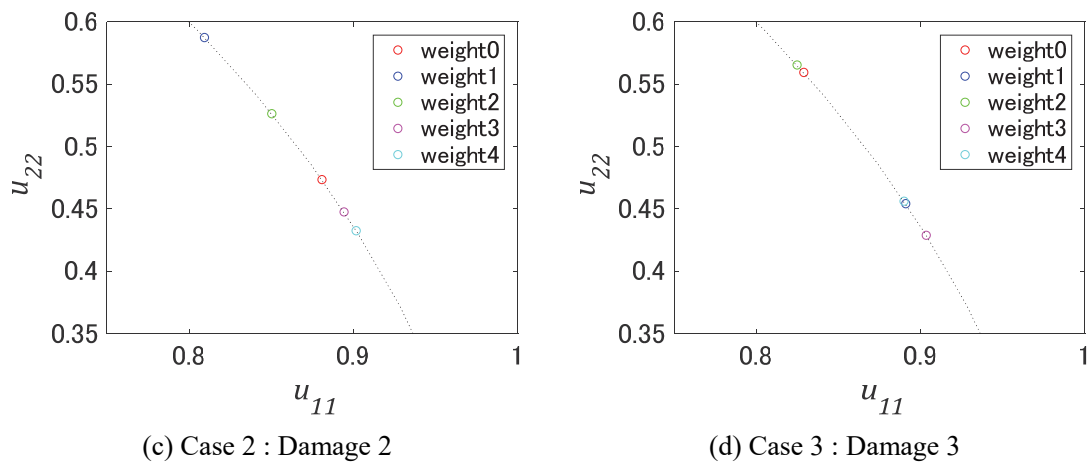 0.6
0.55
0.5
0.45
0.4
0.35
0.8
0.9
1
u22
u11
weight0
weight1
weight2
weight3
weight4
(c) Case 2 : Damage 2
0.6
0.55
0.5
0.45
0.4
0.35
0.8
0.9
1
u22
u11
weight0
weight1
weight2
weight3
weight4
(d) Case 3 : Damage 3